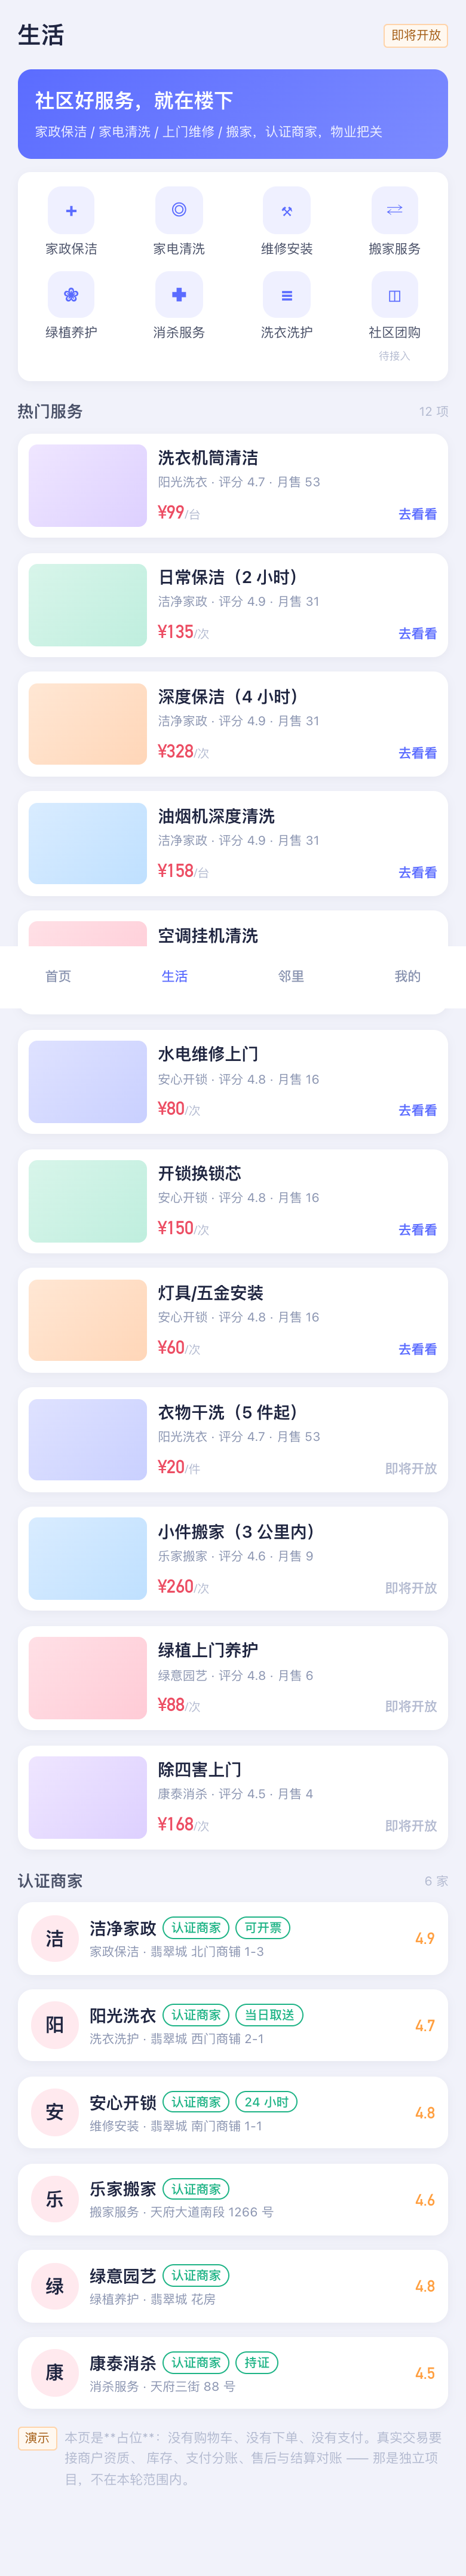 生活
即将开放
社区好服务，就在楼下
家政保洁 / 家电清洗 / 上门维修 / 搬家，认证商家，物业把关
家政保洁
家电清洗
维修安装
搬家服务
绿植养护
消杀服务
洗衣洗护
社区团购
待接入
热门服务
12 项
洗衣机筒清洁
阳光洗衣 · 评分 4.7 · 月售 53
¥99/台
去看看
日常保洁（2 小时）
洁净家政 · 评分 4.9 · 月售 31
¥135/次
去看看
深度保洁（4 小时）
洁净家政 · 评分 4.9 · 月售 31
¥328/次
去看看
油烟机深度清洗
洁净家政 · 评分 4.9 · 月售 31
¥158/台
去看看
空调挂机清洗
首页
生活
邻里
我的
水电维修上门
安心开锁 · 评分 4.8 · 月售 16
¥80/次
去看看
开锁换锁芯
安心开锁 · 评分 4.8 · 月售 16
¥150/次
去看看
灯具/五金安装
安心开锁 · 评分 4.8 · 月售 16
¥60/次
去看看
衣物干洗（5 件起）
阳光洗衣 · 评分 4.7 · 月售 53
¥20/件
即将开放
小件搬家（3 公里内）
乐家搬家 · 评分 4.6 · 月售 9
¥260/次
即将开放
绿植上门养护
绿意园艺 · 评分 4.8 · 月售 6
¥88/次
即将开放
除四害上门
康泰消杀 · 评分 4.5 · 月售 4
¥168/次
即将开放
认证商家
6 家
洁
洁净家政 认证商家 可开票
家政保洁 · 翡翠城 北门商铺 1-3
4.9
阳
阳光洗衣 认证商家 当日取送
洗衣洗护 · 翡翠城 西门商铺 2-1
4.7
安
安心开锁 认证商家 24 小时
维修安装 · 翡翠城 南门商铺 1-1
4.8
乐
乐家搬家 认证商家
搬家服务 · 天府大道南段 1266 号
4.6
绿
绿意园艺 认证商家
绿植养护 · 翡翠城 花房
4.8
康
康泰消杀 认证商家 持证
消杀服务 · 天府三街 88 号
4.5
演示 本页是**占位**：没有购物车、没有下单、没有支付。真实交易要
接商户资质、 库存、支付分账、售后与结算对账 —— 那是独立项
目，不在本轮范围内。